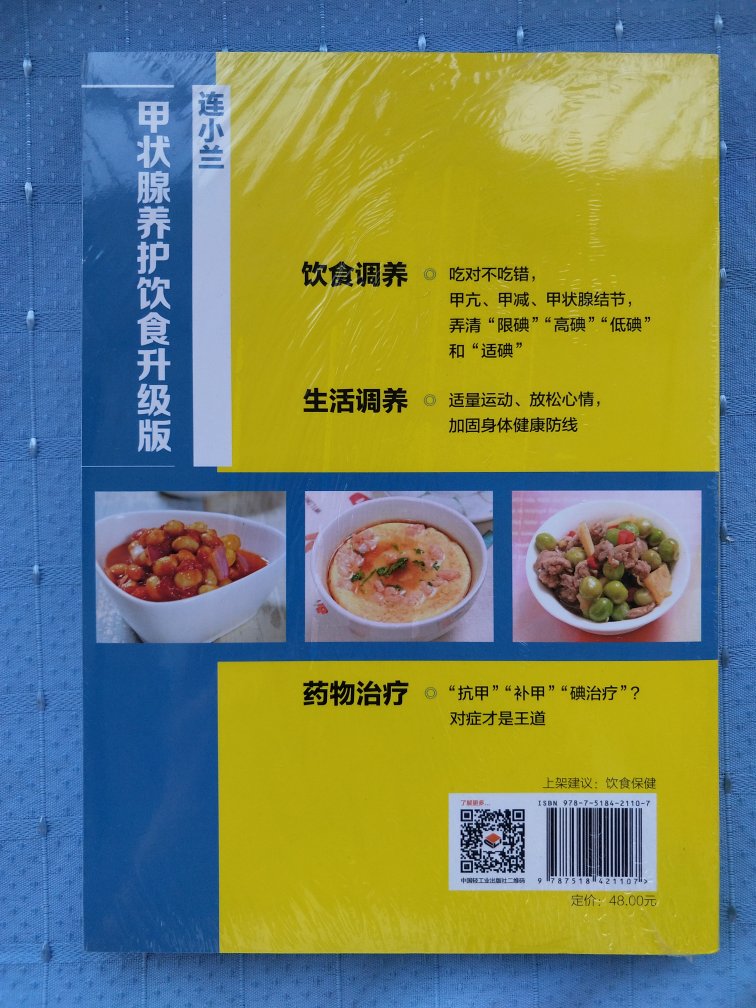 连小兰
甲状腺养护饮食升级版
饮食调养 ◎ 吃对不吃错，
甲亢、甲减、甲状腺结节，
弄清“限碘”“高碘”“低碘”
和“适碘”
生活调养 ◎ 适量运动、放松心情，
加固身体健康防线
药物治疗 ◎ “抗甲”“补甲”“碘治疗”？
对症才是王道
上架建议：饮食保健
了解更多...
中国轻工业出版社二维码
ISBN 978-7-5184-2110-7
9 787518 421107>
定价：48.00元